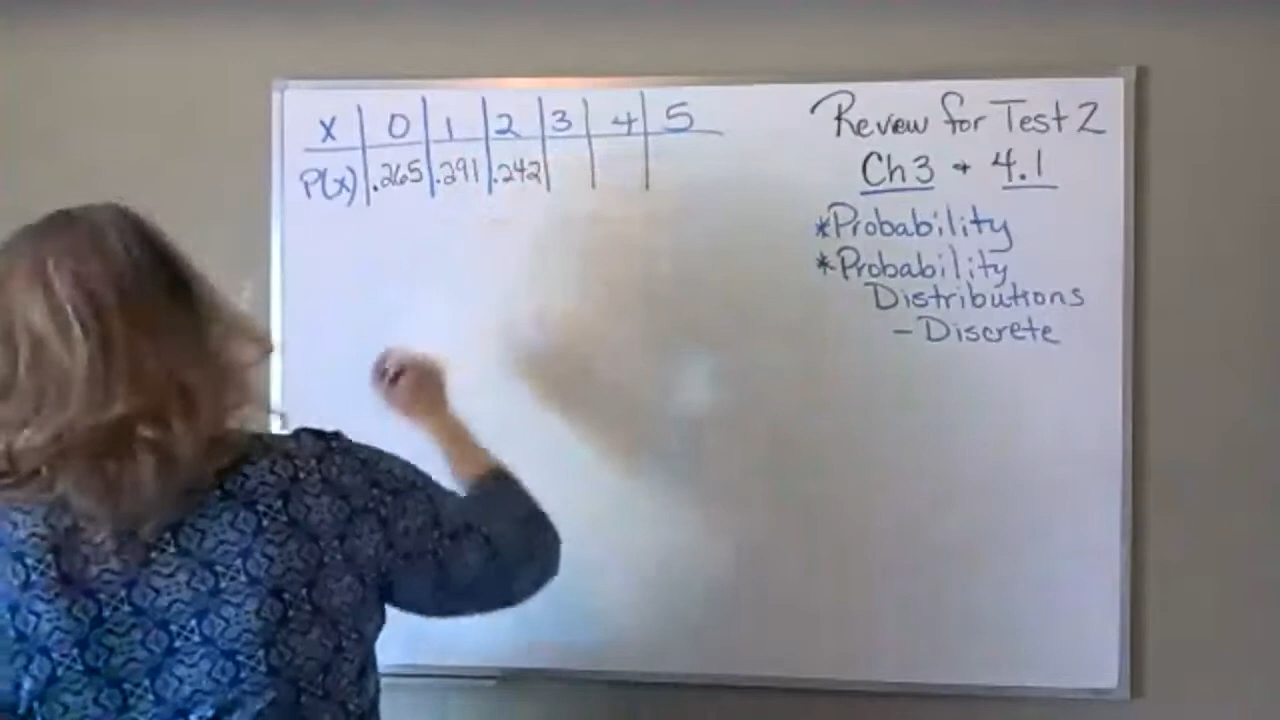 x 0 1 2 3 4 5
P(x) .265 .291 .242
Review for Test 2
Ch 3 + 4.1
*Probability
*Probability
Distributions
- Discrete